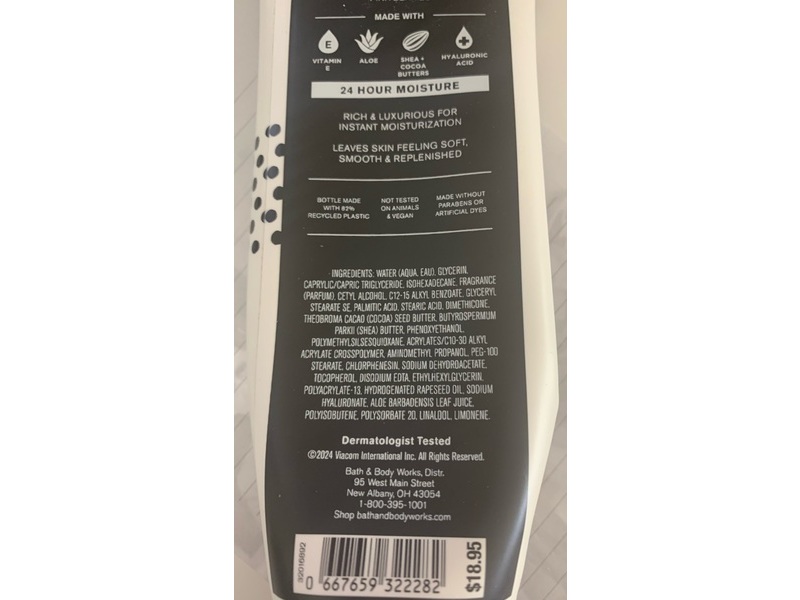 MADE WITH
E
VITAMIN E
ALOE
SHEA + COCOA BUTTERS
HYALURONIC ACID
24 HOUR MOISTURE
RICH & LUXURIOUS FOR
INSTANT MOISTURIZATION
LEAVES SKIN FEELING SOFT,
SMOOTH & REPLENISHED
BOTTLE MADE
WITH 82%
RECYCLED PLASTIC
NOT TESTED
ON ANIMALS
& VEGAN
MADE WITHOUT
PARABENS OR
ARTIFICIAL DYES
INGREDIENTS: WATER (AQUA, EAU), GLYCERIN,
CAPRYLIC/CAPRIC TRIGLYCERIDE, ISOHEXADECANE, FRAGRANCE
(PARFUM), CETYL ALCOHOL, C12-15 ALKYL BENZOATE, GLYCERYL
STEARATE SE, PALMITIC ACID, STEARIC ACID, DIMETHICONE,
THEOBROMA CACAO (COCOA) SEED BUTTER, BUTYROSPERMUM
PARKII (SHEA) BUTTER, PHENOXYETHANOL,
POLYMETHYLSILSESQUIOXANE, ACRYLATES/C10-30 ALKYL
ACRYLATE CROSSPOLYMER, AMINOMETHYL PROPANOL, PEG-100
STEARATE, CHLORPHENESIN, SODIUM DEHYDROACETATE,
TOCOPHEROL, DISODIUM EDTA, ETHYLHEXYLGLYCERIN,
POLYACRYLATE-13, HYDROGENATED RAPESEED OIL, SODIUM
HYALURONATE, ALOE BARBADENSIS LEAF JUICE,
POLYISOBUTENE, POLYSORBATE 20, LINALOOL, LIMONENE.
Dermatologist Tested
©2024 Viacom International Inc. All Rights Reserved.
Bath & Body Works, Distr.
95 West Main Street
New Albany, OH 43054
1-800-395-1001
Shop bathandbodyworks.com
0 667659 322282
$18.95